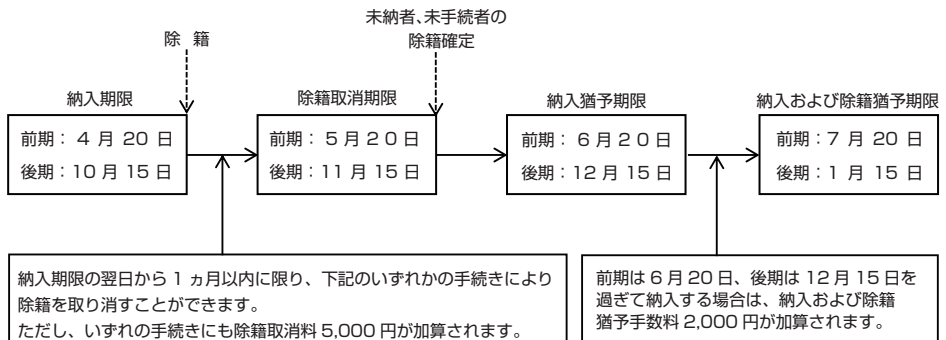 未納者、未手続者の
除籍確定
除 籍
納入期限
除籍取消期限
納入猶予期限
納入および除籍猶予期限
前期：4 月 20 日
後期：10 月 15 日
前期：5 月 2 0 日
後期：11 月 15 日
前期：6 月 2 0 日
後期：12 月 15 日
前期：7 月 20 日
後期：1 月 15 日
納入期限の翌日から 1 ヵ月以内に限り、下記のいずれかの手続きにより
除籍を取り消すことができます。
ただし、いずれの手続きにも除籍取消料 5,000 円が加算されます。
前期は 6 月 20 日、後期は 12 月 15 日を
過ぎて納入する場合は、納入および除籍
猶予手数料 2,000 円が加算されます。